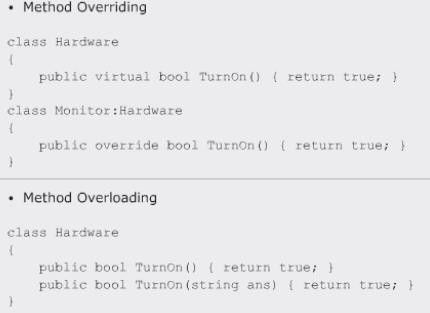 • Method Overriding
class Hardware
{
    public virtual bool TurnOn() { return true; }
}
class Monitor:Hardware
{
    public override bool TurnOn() { return true; }
}
• Method Overloading
class Hardware
{
    public bool TurnOn() { return true; }
    public bool TurnOn(string ans) { return true; }
}